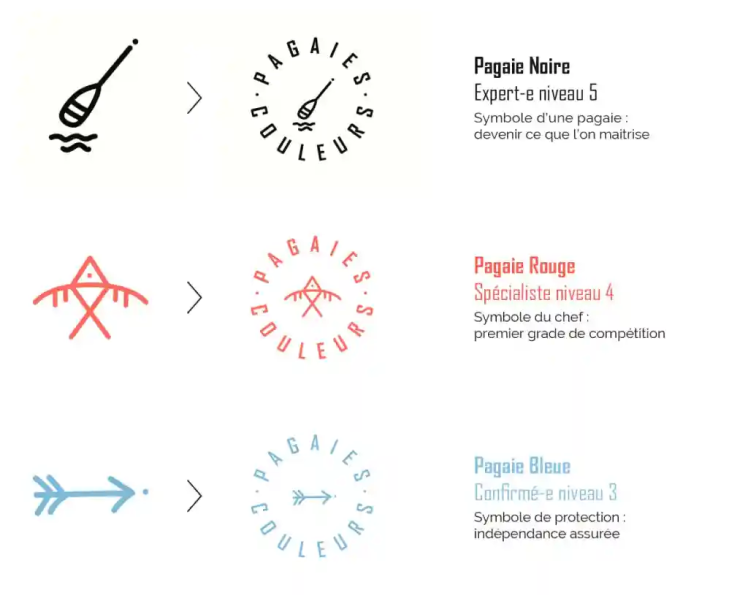 PAGAIES · COULEURS ·
Pagaie Noire
Expert-e niveau 5
Symbole d'une pagaie :
devenir ce que l'on maitrise
PAGAIES · COULEURS ·
Pagaie Rouge
Spécialiste niveau 4
Symbole du chef :
premier grade de compétition
PAGAIES · COULEURS ·
Pagaie Bleue
Confirmé-e niveau 3
Symbole de protection :
indépendance assurée